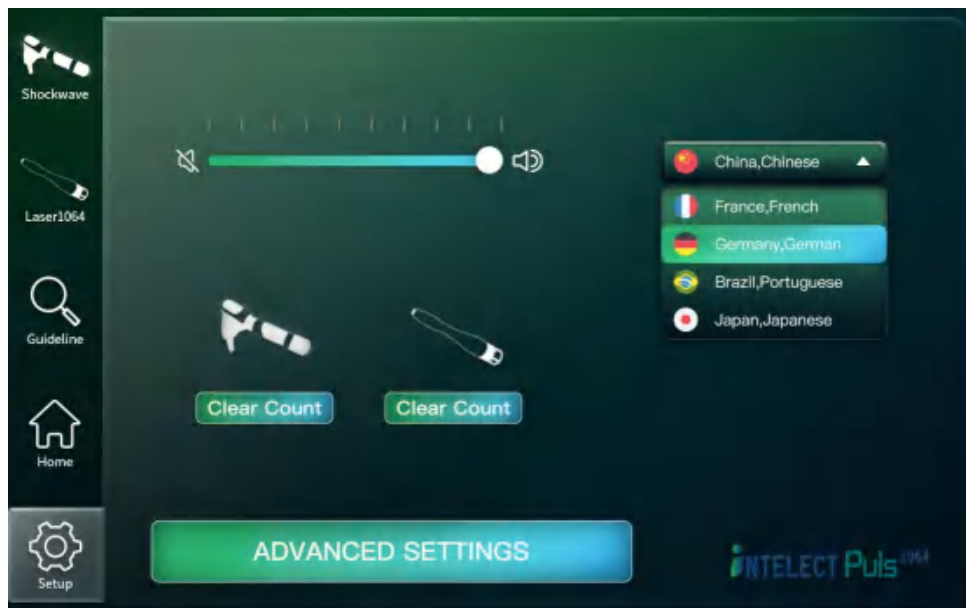 Shockwave
Laser1064
Guideline
Home
Setup
China,Chinese
France,French
Germany,German
Brazil,Portuguese
Japan,Japanese
Clear Count
Clear Count
ADVANCED SETTINGS
iNTELECT Puls 1064